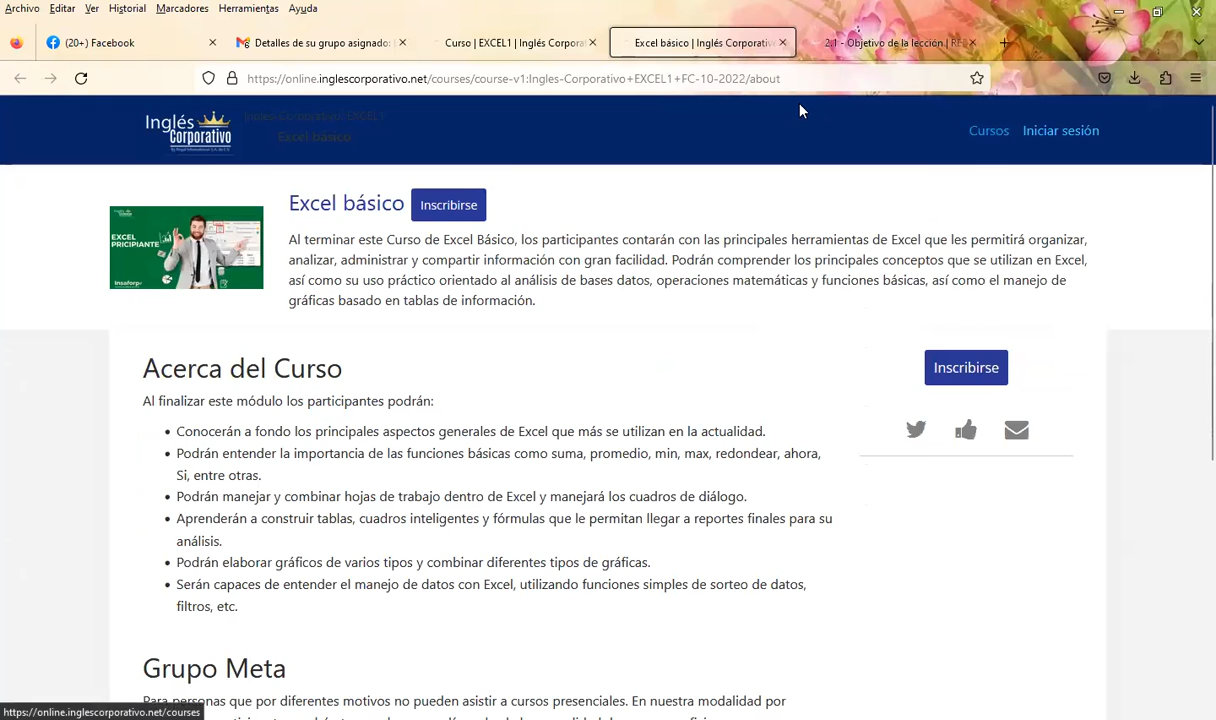 Archivo Editar Ver Historial Marcadores Herramientas Ayuda
(20+) Facebook
Detalles de su grupo asignado:
Curso | EXCEL1 | Inglés Corporat
Excel básico | Inglés Corporativ
2.1 - Objetivo de la lección | RE
https://online.inglescorporativo.net/courses/course-v1:Ingles-Corporativo+EXCEL1+FC-10-2022/about
Inglés
Corporativo
Ingles-Corporativo: EXCEL1
Excel básico
Cursos Iniciar sesión
EXCEL
PRICIPIANTE
Insaforp
Excel básico Inscribirse
Al terminar este Curso de Excel Básico, los participantes contarán con las principales herramientas de Excel que les permitirá organizar,
analizar, administrar y compartir información con gran facilidad. Podrán comprender los principales conceptos que se utilizan en Excel,
así como su uso práctico orientado al análisis de bases datos, operaciones matemáticas y funciones básicas, así como el manejo de
gráficas basado en tablas de información.
Acerca del Curso
Inscribirse
Al finalizar este módulo los participantes podrán:
• Conocerán a fondo los principales aspectos generales de Excel que más se utilizan en la actualidad.
• Podrán entender la importancia de las funciones básicas como suma, promedio, min, max, redondear, ahora,
Si, entre otras.
• Podrán manejar y combinar hojas de trabajo dentro de Excel y manejará los cuadros de diálogo.
• Aprenderán a construir tablas, cuadros inteligentes y fórmulas que le permitan llegar a reportes finales para su
análisis.
• Podrán elaborar gráficos de varios tipos y combinar diferentes tipos de gráficas.
• Serán capaces de entender el manejo de datos con Excel, utilizando funciones simples de sorteo de datos,
filtros, etc.
Grupo Meta
Para personas que por diferentes motivos no pueden asistir a cursos presenciales. En nuestra modalidad por
https://online.inglescorporativo.net/courses